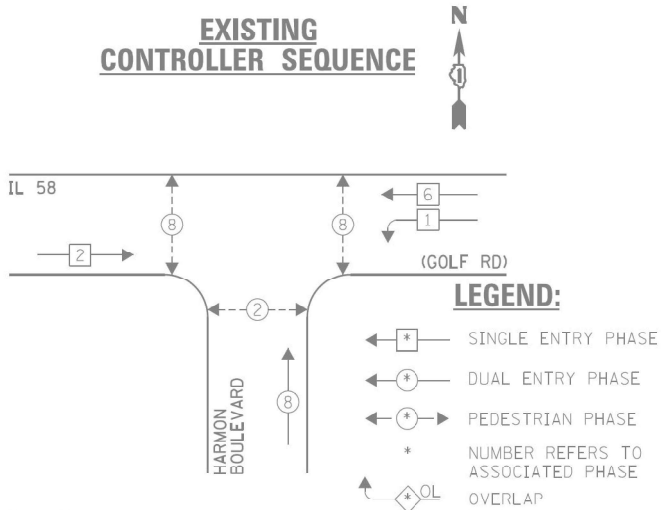 EXISTING
CONTROLLER SEQUENCE
N
IL 58
6
1
8
8
2
(GOLF RD)
2
8
HARMON
BOULEVARD
LEGEND:
* SINGLE ENTRY PHASE
* DUAL ENTRY PHASE
* PEDESTRIAN PHASE
* NUMBER REFERS TO
ASSOCIATED PHASE
* OL OVERLAP